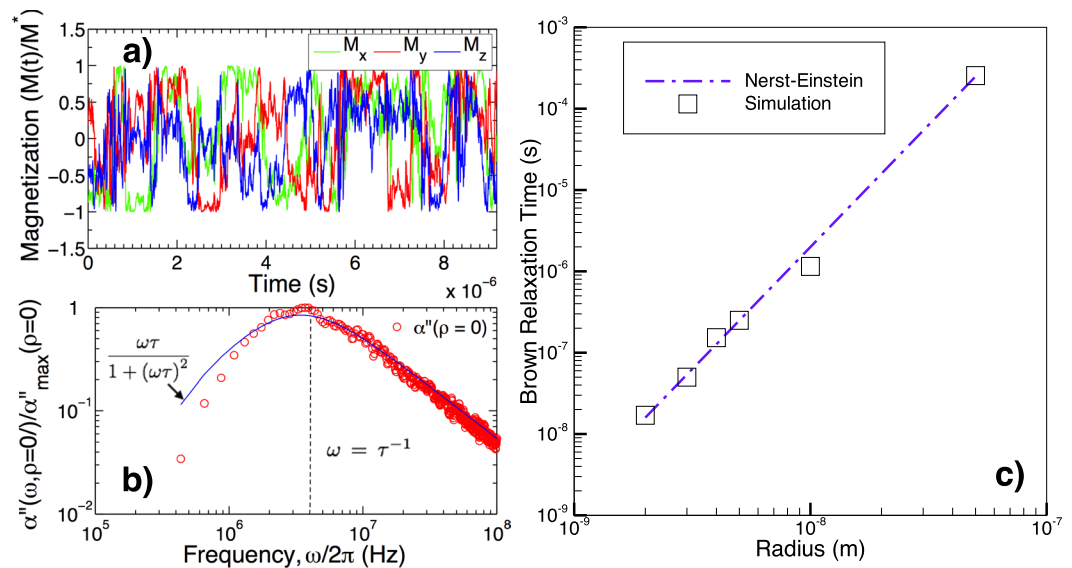 a)
M_x M_y M_z
Magnetization (M(t)/M^*)
1.5
1
0.5
0
-0.5
-1
-1.5
0 2 4 6 8
Time (s)
x 10^-6
b)
α"(ω,ρ=0/)/α"_max(ρ=0)
1
10^-1
10^-2
α"(ρ = 0)
ωτ
1 + (ωτ)^2
ω = τ^-1
10^5 10^6 10^7 10^8
Frequency, ω/2π (Hz)
c)
Brown Relaxation Time (s)
10^-3
10^-4
10^-5
10^-6
10^-7
10^-8
10^-9
Nerst-Einstein
Simulation
10^-9 10^-8 10^-7
Radius (m)